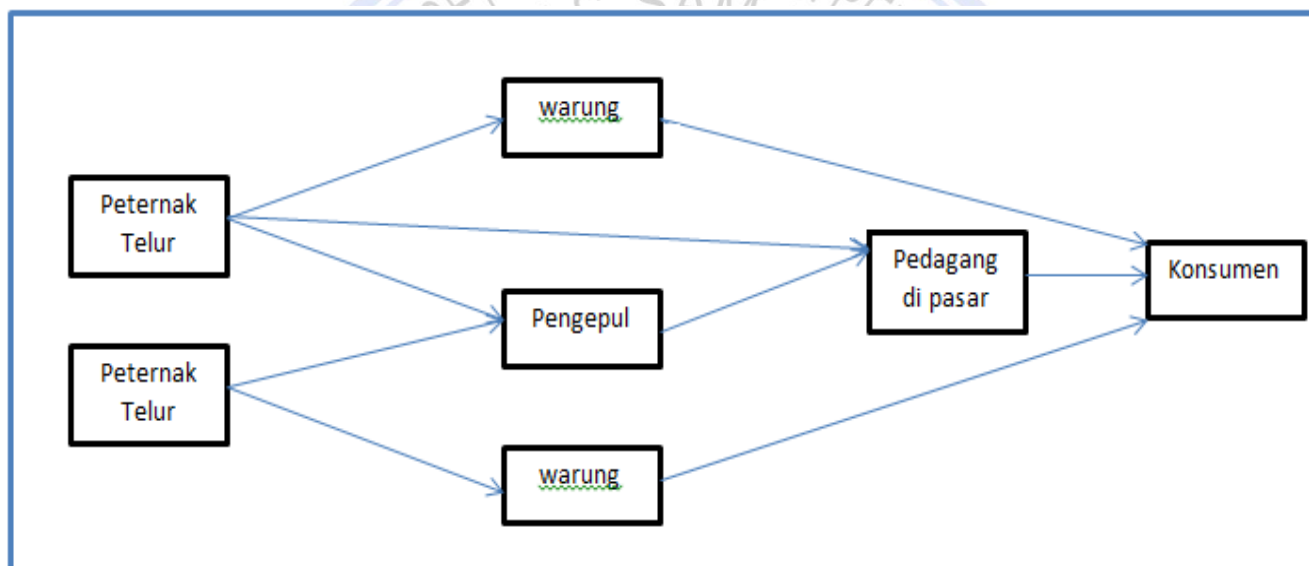 warung
Peternak
Telur
Pedagang
di pasar
Konsumen
Pengepul
Peternak
Telur
warung